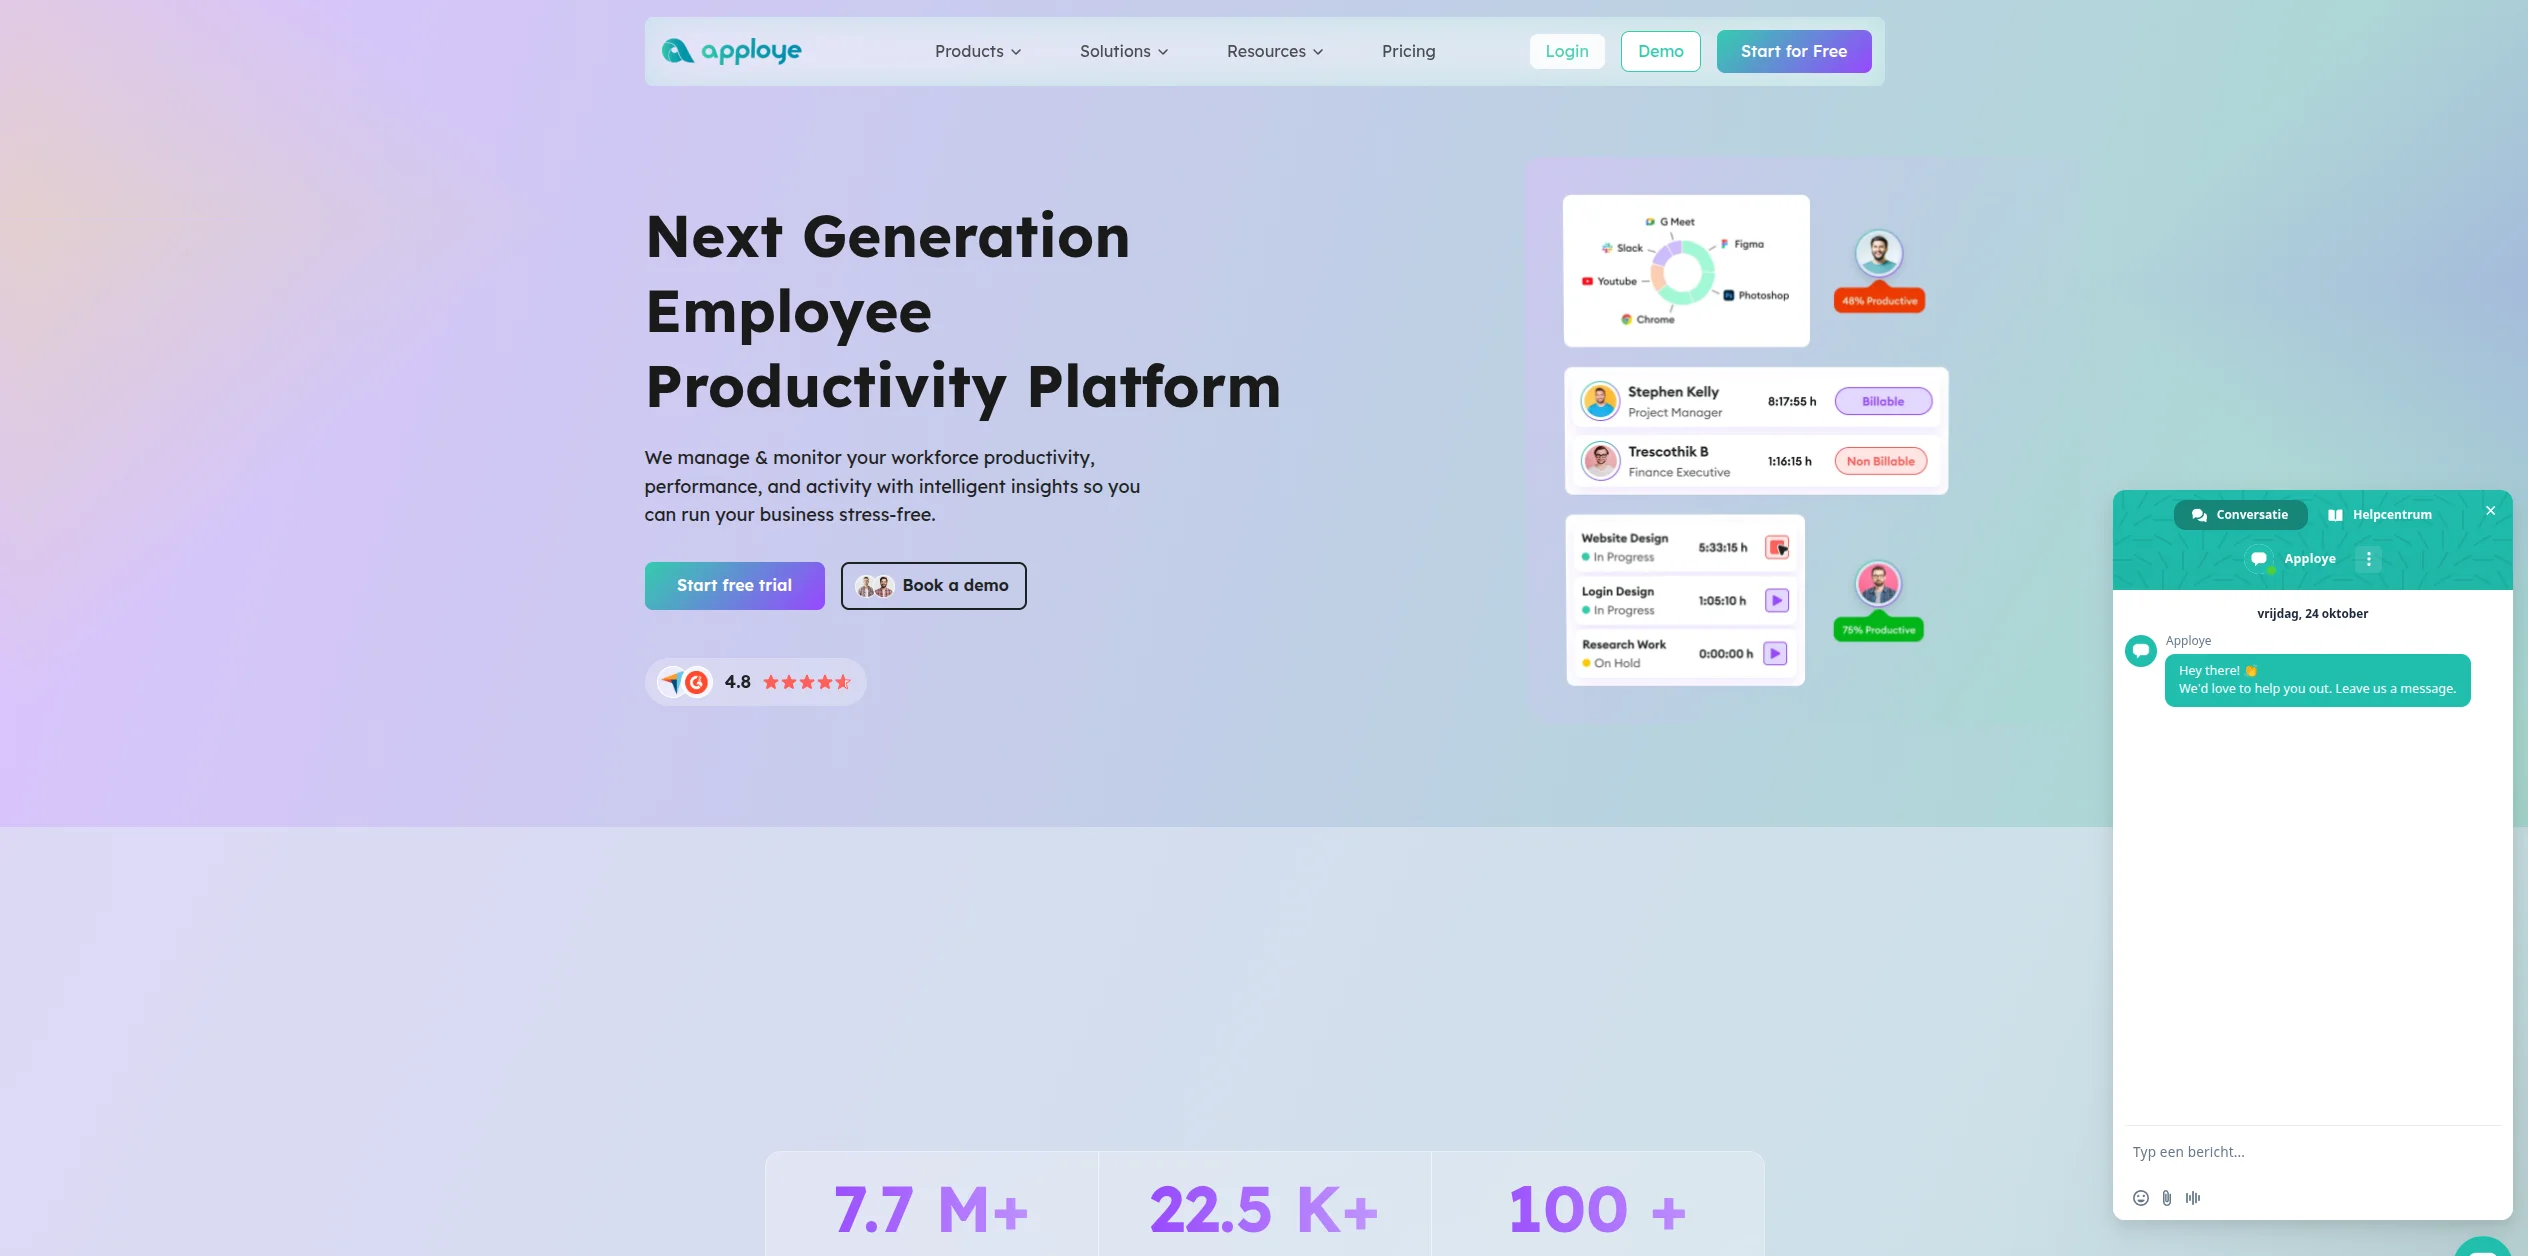 apploye
Products
Solutions
Resources
Pricing
Login
Demo
Start for Free
Next Generation
Employee
Productivity Platform
We manage & monitor your workforce productivity,
performance, and activity with intelligent insights so you
can run your business stress-free.
Start free trial
Book a demo
4.8
G Meet
Slack
Figma
Youtube
Photoshop
Chrome
48% Productive
Stephen Kelly
Project Manager
8:17:55 h
Billable
Trescothik B
Finance Executive
1:16:15 h
Non Billable
Website Design
In Progress
5:33:15 h
Login Design
In Progress
1:05:10 h
Research Work
On Hold
0:00:00 h
75% Productive
7.7 M+
22.5 K+
100 +
Conversatie
Helpcentrum
Apploye
vrijdag, 24 oktober
Apploye
Hey there! 👏
We'd love to help you out. Leave us a message.
Typ een bericht...